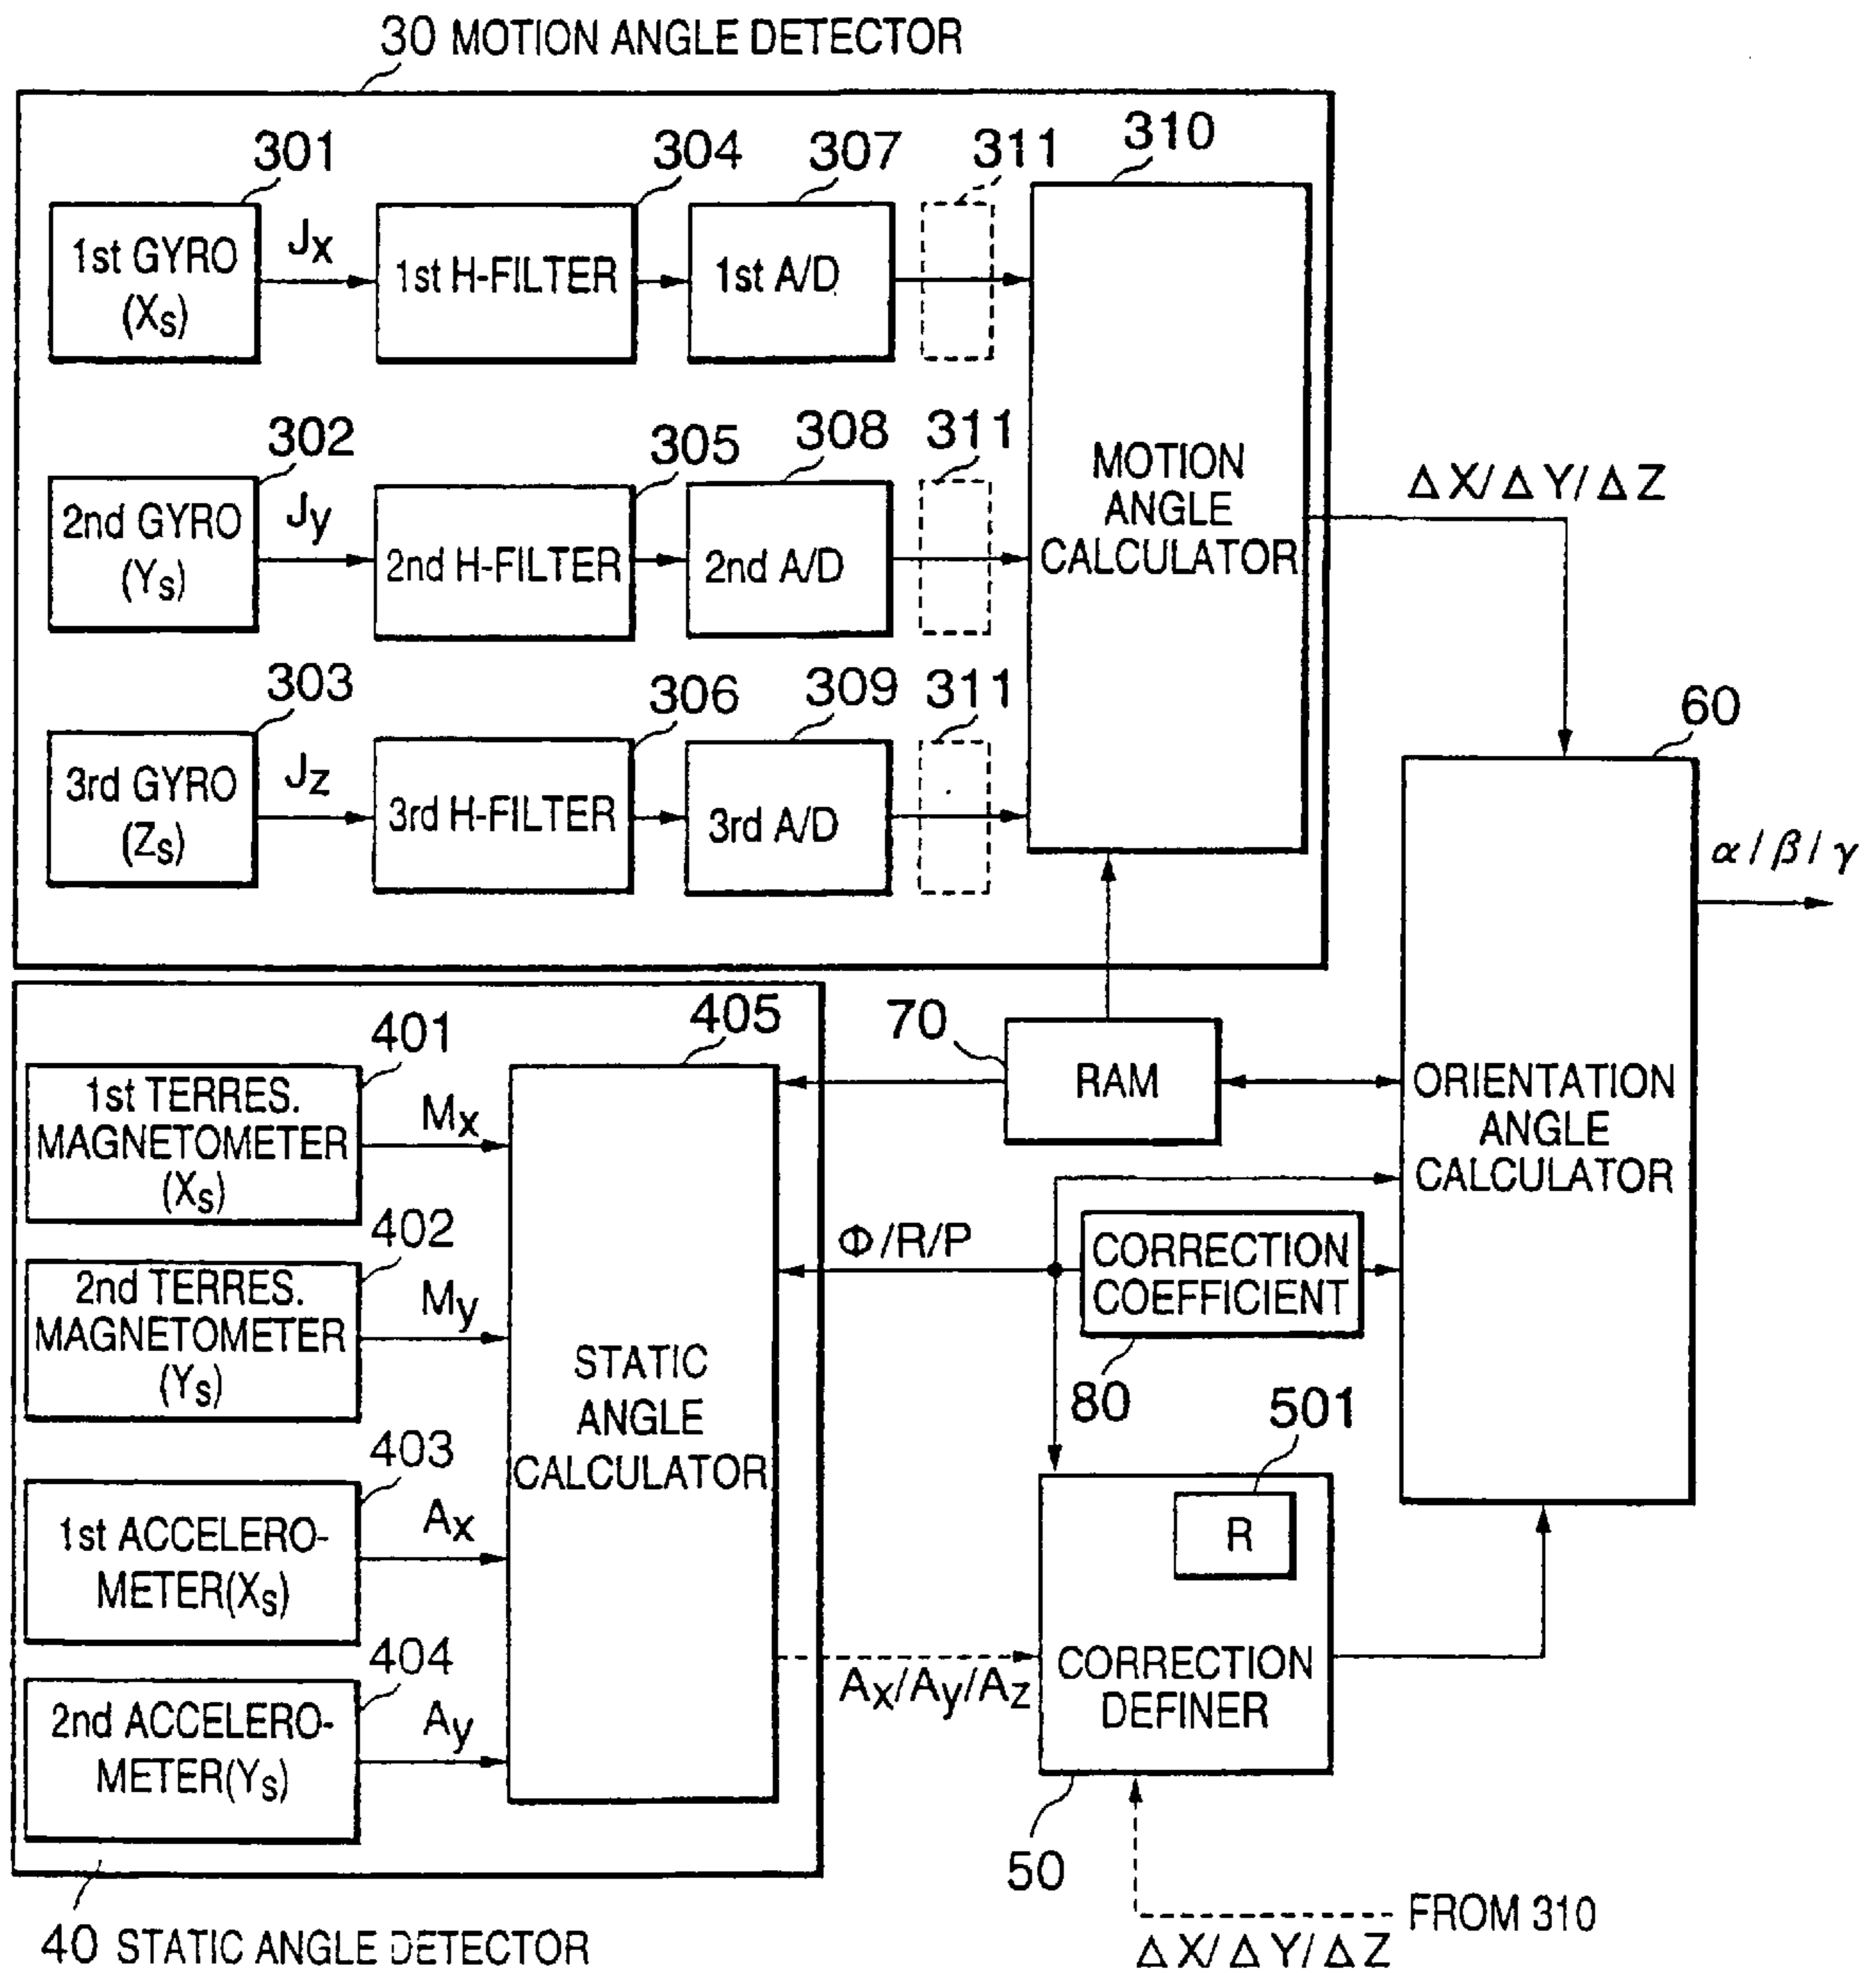 30 MOTION ANGLE DETECTOR
301
304
307
311
310
1st GYRO
(Xs)
Jx
1st H-FILTER
1st A/D
302
305
308
311
2nd GYRO
(Ys)
Jy
2nd H-FILTER
2nd A/D
MOTION
ANGLE
CALCULATOR
ΔX/ΔY/ΔZ
303
306
309
311
3rd GYRO
(Zs)
Jz
3rd H-FILTER
3rd A/D
60
α/β/γ
ORIENTATION
ANGLE
CALCULATOR
70
RAM
401
405
1st TERRES.
MAGNETOMETER
(Xs)
Mx
402
2nd TERRES.
MAGNETOMETER
(Ys)
My
STATIC
ANGLE
CALCULATOR
Φ/R/P
CORRECTION
COEFFICIENT
80
403
1st ACCELERO-
METER(Xs)
Ax
404
2nd ACCELERO-
METER(Ys)
Ay
501
R
CORRECTION
DEFINER
Ax/Ay/Az
50
FROM 310
ΔX/ΔY/ΔZ
40 STATIC ANGLE DETECTOR